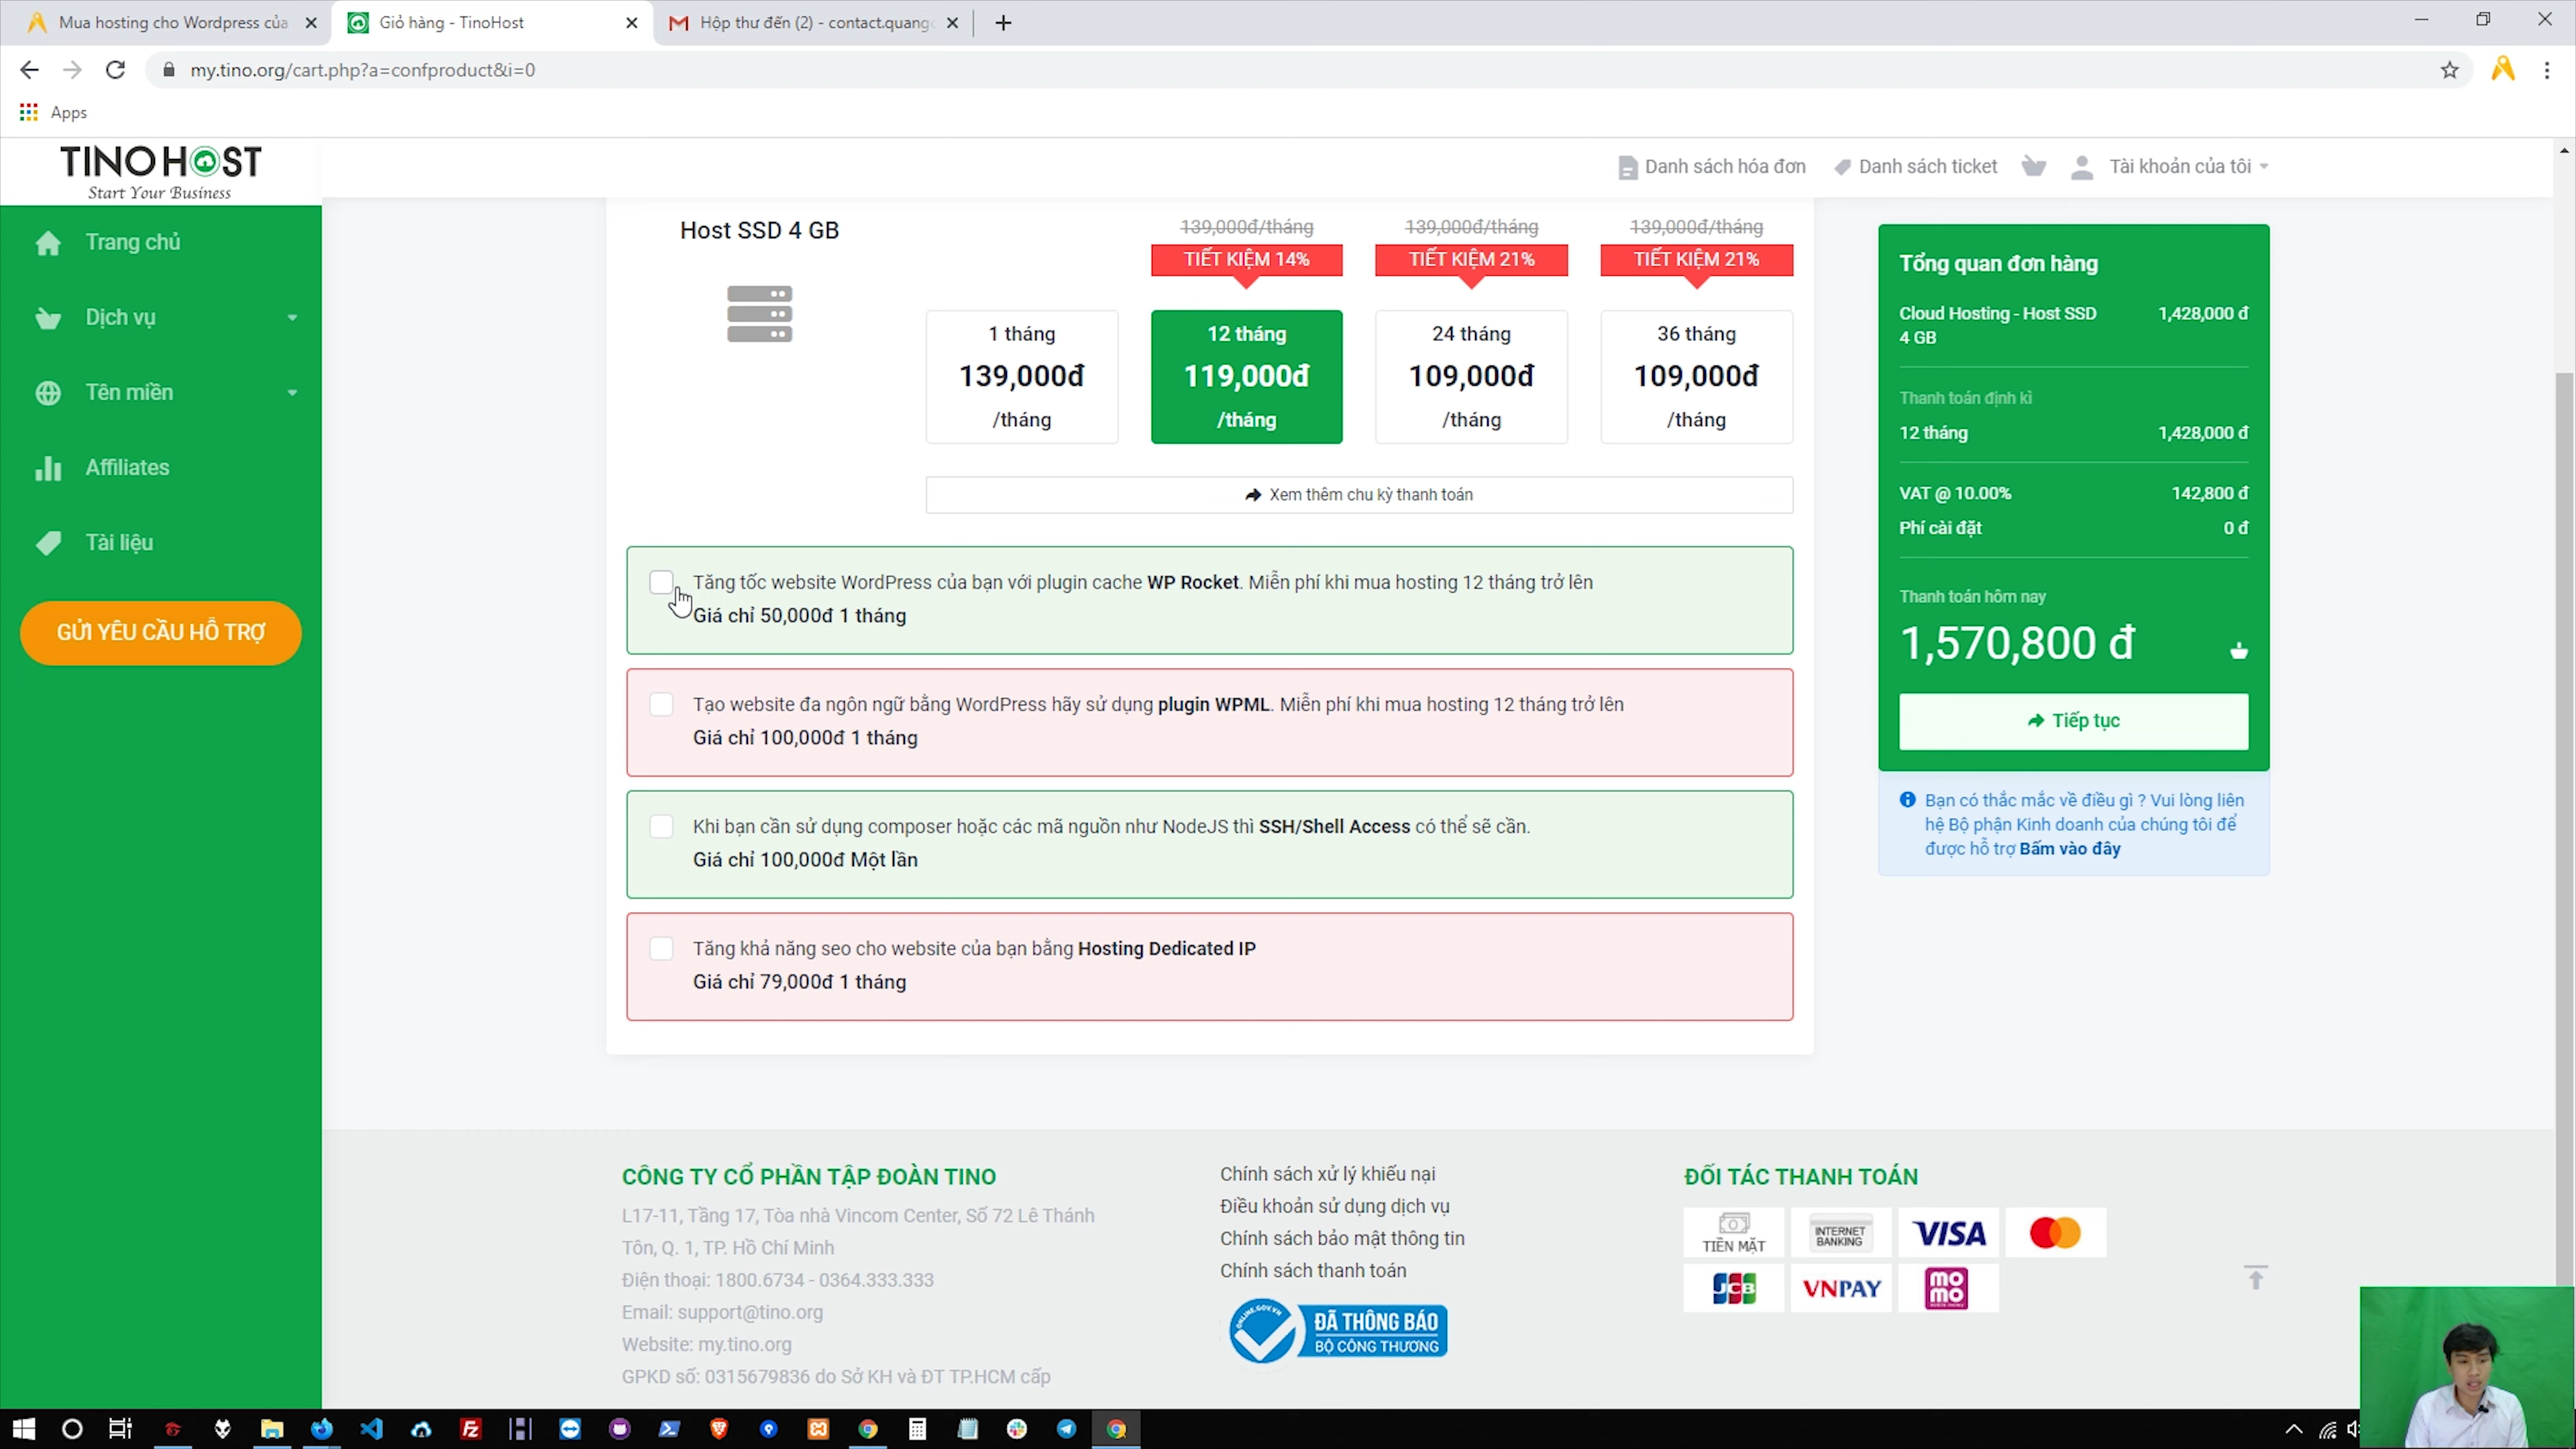 Mua hosting cho Wordpress của
Giỏ hàng - TinoHost
Hộp thư đến (2) - contact.quang
my.tino.org/cart.php?a=confproduct&i=0
Apps
TINOHOST
Start Your Business
Danh sách hóa đơn
Danh sách ticket
Tài khoản của tôi
Trang chủ
Dịch vụ
Tên miền
Affiliates
Tài liệu
GỬI YÊU CẦU HỖ TRỢ
Host SSD 4 GB
139,000đ/tháng
139,000đ/tháng
139,000đ/tháng
TIẾT KIỆM 14%
TIẾT KIỆM 21%
TIẾT KIỆM 21%
1 tháng
139,000đ
/tháng
12 tháng
119,000đ
/tháng
24 tháng
109,000đ
/tháng
36 tháng
109,000đ
/tháng
Xem thêm chu kỳ thanh toán
Tăng tốc website WordPress của bạn với plugin cache WP Rocket. Miễn phí khi mua hosting 12 tháng trở lên
Giá chỉ 50,000đ 1 tháng
Tạo website đa ngôn ngữ bằng WordPress hãy sử dụng plugin WPML. Miễn phí khi mua hosting 12 tháng trở lên
Giá chỉ 100,000đ 1 tháng
Khi bạn cần sử dụng composer hoặc các mã nguồn như NodeJS thì SSH/Shell Access có thể sẽ cần.
Giá chỉ 100,000đ Một lần
Tăng khả năng seo cho website của bạn bằng Hosting Dedicated IP
Giá chỉ 79,000đ 1 tháng
Tổng quan đơn hàng
Cloud Hosting - Host SSD 1,428,000 đ
4 GB
Thanh toán định kì
12 tháng 1,428,000 đ
VAT @ 10.00% 142,800 đ
Phí cài đặt 0 đ
Thanh toán hôm nay
1,570,800 đ
Tiếp tục
Bạn có thắc mắc về điều gì ? Vui lòng liên
hệ Bộ phận Kinh doanh của chúng tôi để
được hỗ trợ Bấm vào đây
CÔNG TY CỔ PHẦN TẬP ĐOÀN TINO
L17-11, Tầng 17, Tòa nhà Vincom Center, Số 72 Lê Thánh
Tôn, Q. 1, TP. Hồ Chí Minh
Điện thoại: 1800.6734 - 0364.333.333
Email: support@tino.org
Website: my.tino.org
GPKD số: 0315679836 do Sở KH và ĐT TP.HCM cấp
Chính sách xử lý khiếu nại
Điều khoản sử dụng dịch vụ
Chính sách bảo mật thông tin
Chính sách thanh toán
ONLINE.GOV.VN
ĐÃ THÔNG BÁO
BỘ CÔNG THƯƠNG
ĐỐI TÁC THANH TOÁN
TIỀN MẶT
INTERNET
BANKING
VISA
JCB
VNPAY
mo
mo